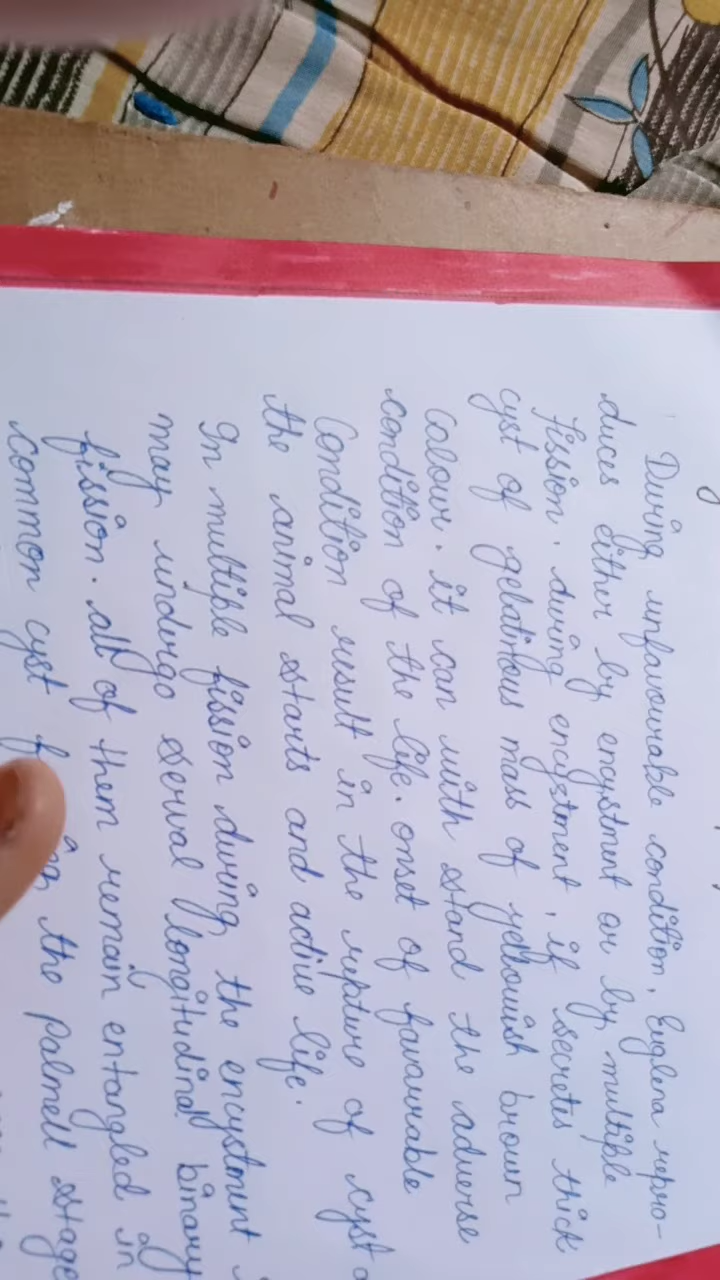 During unfavourable condition, Euglena repro-
duces either by encystment or by multiple
fission. during encystment, if secretes thick
cyst of gelatinous mass of yellowish brown
colour. it can with stand the adverse
condition of the life. onset of favourable
Condition result in the rupture of cyst
the animal starts and active life.
In multiple fission during the encystment
may undergo serval longitudinal binary
fission. all of them remain entangled in
common cyst the palmell stage